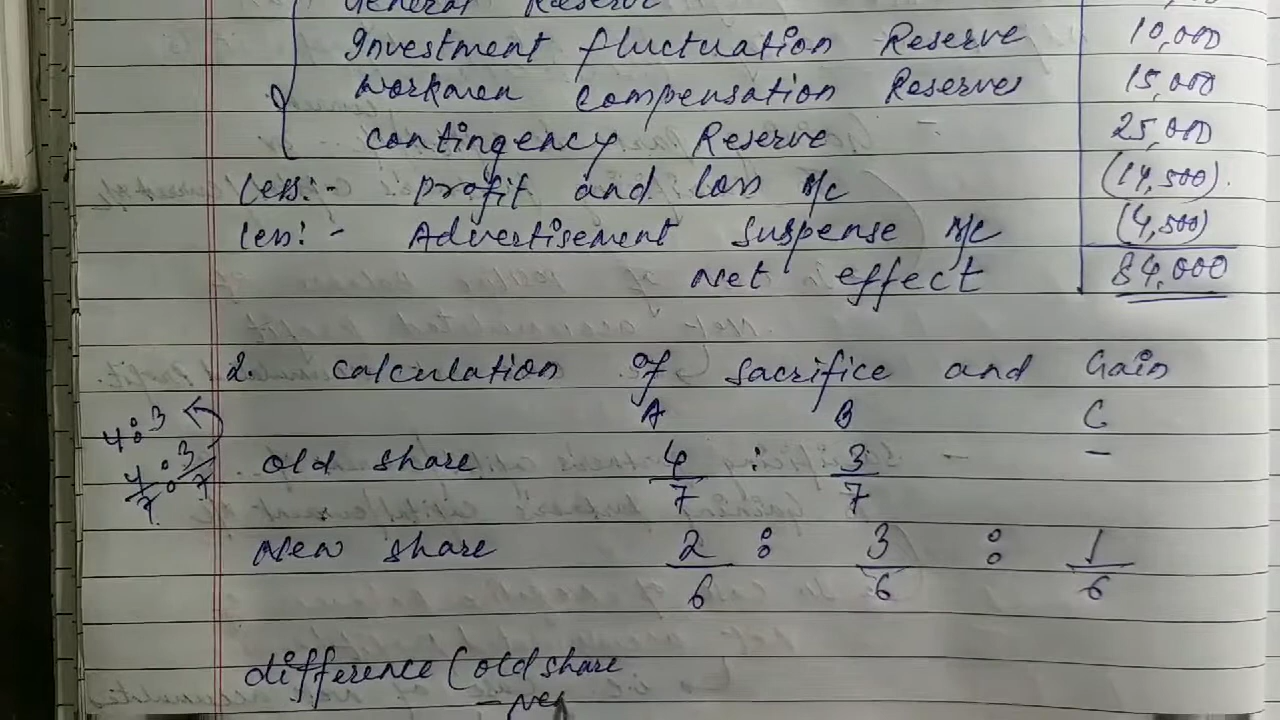 General Reserve
Investment fluctuation Reserve 10,000
Workmen compensation Reserve 15,000
Contingency Reserve - 25,000
Less:- profit and loss A/c (14,500)
Less:- Advertisement suspense A/c (4,500)
Net effect 84,000
2. calculation of sacrifice and Gain
A B C
4:3
4/7 : 3/7
old share 4/7 : 3/7 - -
New share 2/6 : 3/6 : 1/6
difference (old share
- new